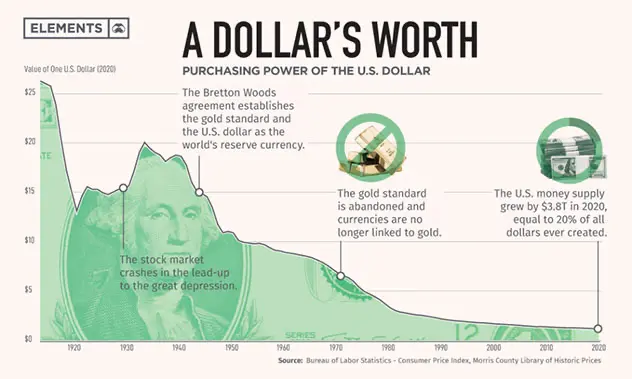 ELEMENTS
A DOLLAR'S WORTH
PURCHASING POWER OF THE U.S. DOLLAR
Value of One U.S. Dollar (2020)
$25
$20
$15
$10
$5
$0
The Bretton Woods
agreement establishes
the gold standard and
the U.S. dollar as the
world's reserve currency.
The gold standard
is abandoned and
currencies are no
longer linked to gold.
The U.S. money supply
grew by $3.8T in 2020,
equal to 20% of all
dollars ever created.
The stock market
crashes in the lead-up
to the great depression.
ATE
SERIES
12
1920
1930
1940
1950
1960
1970
1980
1990
2000
2010
2020
Source: Bureau of Labor Statistics - Consumer Price Index, Morris County Library of Historic Prices